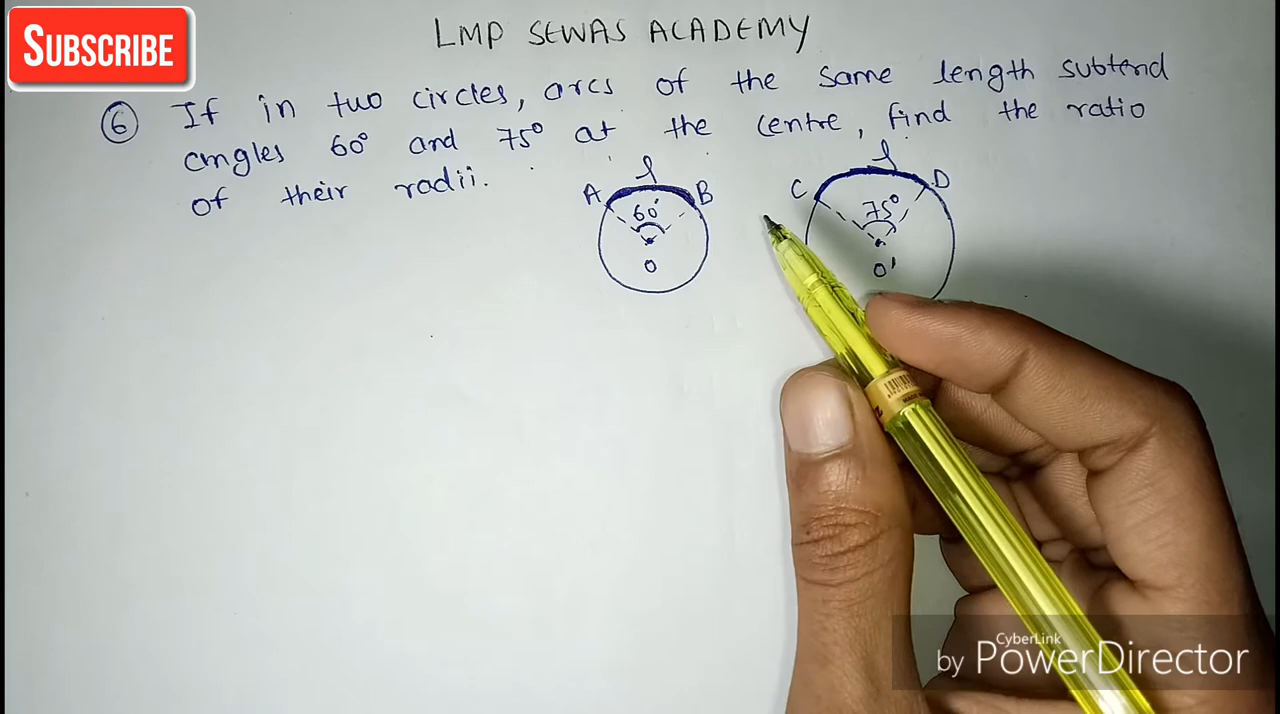 SUBSCRIBE
LMP SEWAS ACADEMY
6 If in two circles, arcs of the same length subtend
angles 60° and 75° at the centre, find the ratio
of their radii.
l l
A B C D
60° 75°
O O'
CyberLink
by PowerDirector